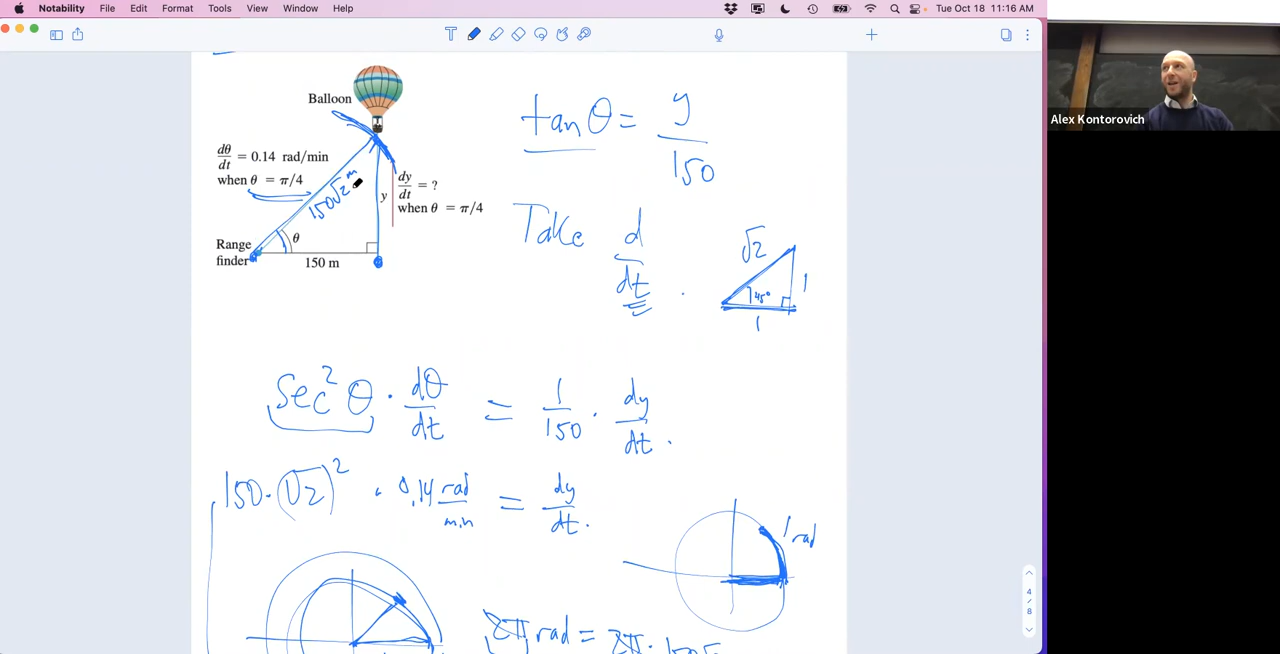 Notability File Edit Format Tools View Window Help Tue Oct 18 11:16 AM
Balloon
dθ/dt = 0.14 rad/min
when θ = π/4
150√2 m
y
dy/dt = ?
when θ = π/4
Range
finder
θ
150 m
tan θ = y/150
Take d/dt .
√2
45°
1
1
sec² θ · dθ/dt = 1/150 · dy/dt .
150 · (√2)² · 0.14 rad/min = dy/dt .
1 rad
2π rad = 2π ·
4
/
8
Alex Kontorovich